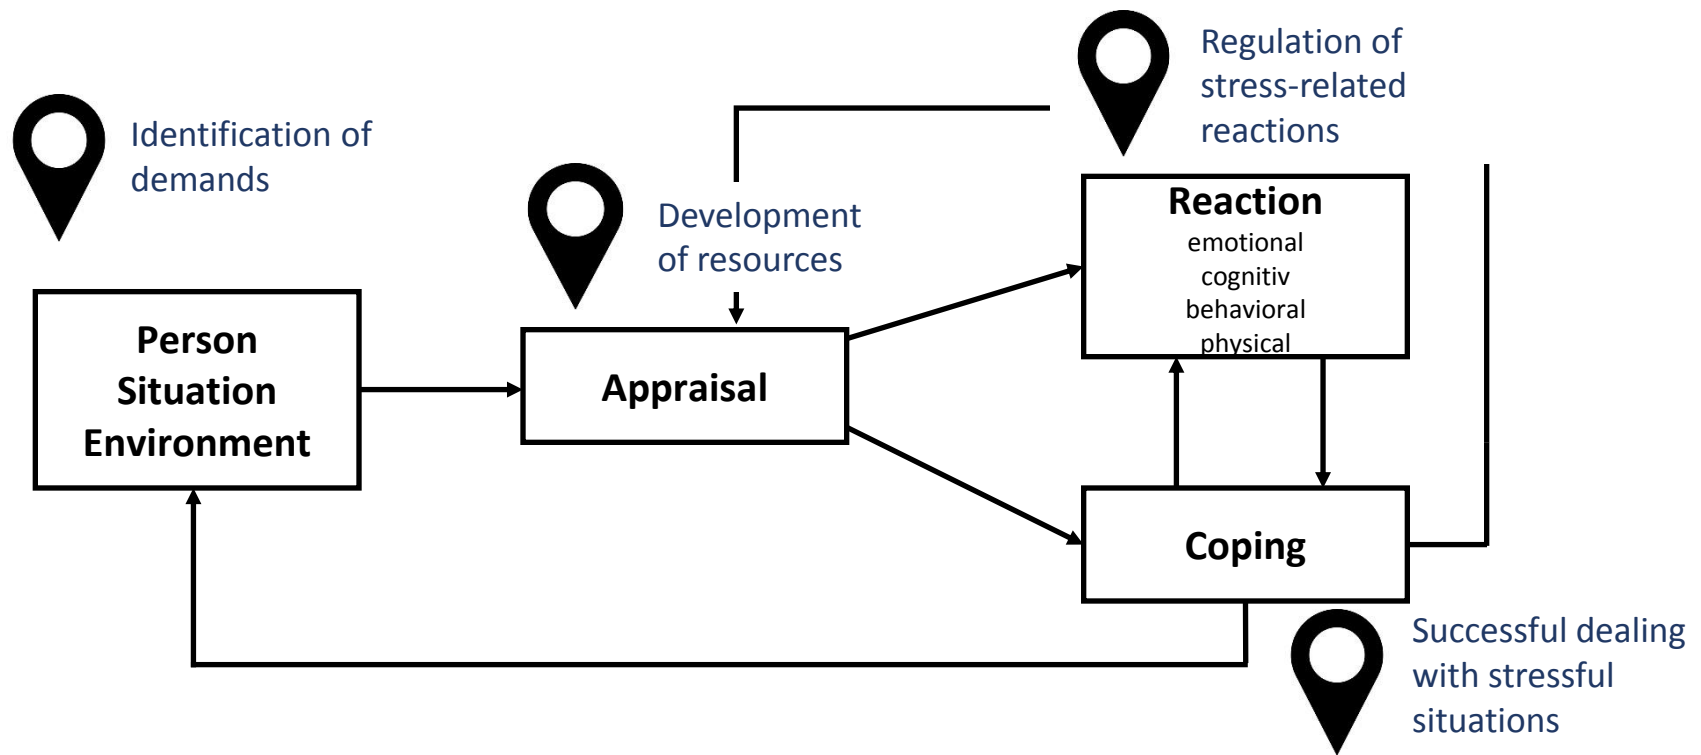 Identification of
demands
Development
of resources
Regulation of
stress-related
reactions
Person
Situation
Environment
Appraisal
Reaction
emotional
cognitiv
behavioral
physical
Coping
Successful dealing
with stressful
situations